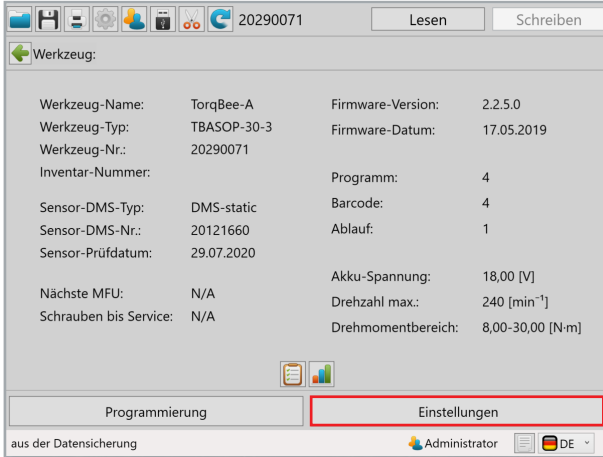 20290071 Lesen Schreiben
Werkzeug:
Werkzeug-Name: TorqBee-A
Werkzeug-Typ: TBASOP-30-3
Werkzeug-Nr.: 20290071
Inventar-Nummer:
Sensor-DMS-Typ: DMS-static
Sensor-DMS-Nr.: 20121660
Sensor-Prüfdatum: 29.07.2020
Nächste MFU: N/A
Schrauben bis Service: N/A
Firmware-Version: 2.2.5.0
Firmware-Datum: 17.05.2019
Programm: 4
Barcode: 4
Ablauf: 1
Akku-Spannung: 18,00 [V]
Drehzahl max.: 240 [min⁻¹]
Drehmomentbereich: 8,00-30,00 [N·m]
Programmierung Einstellungen
aus der Datensicherung Administrator DE